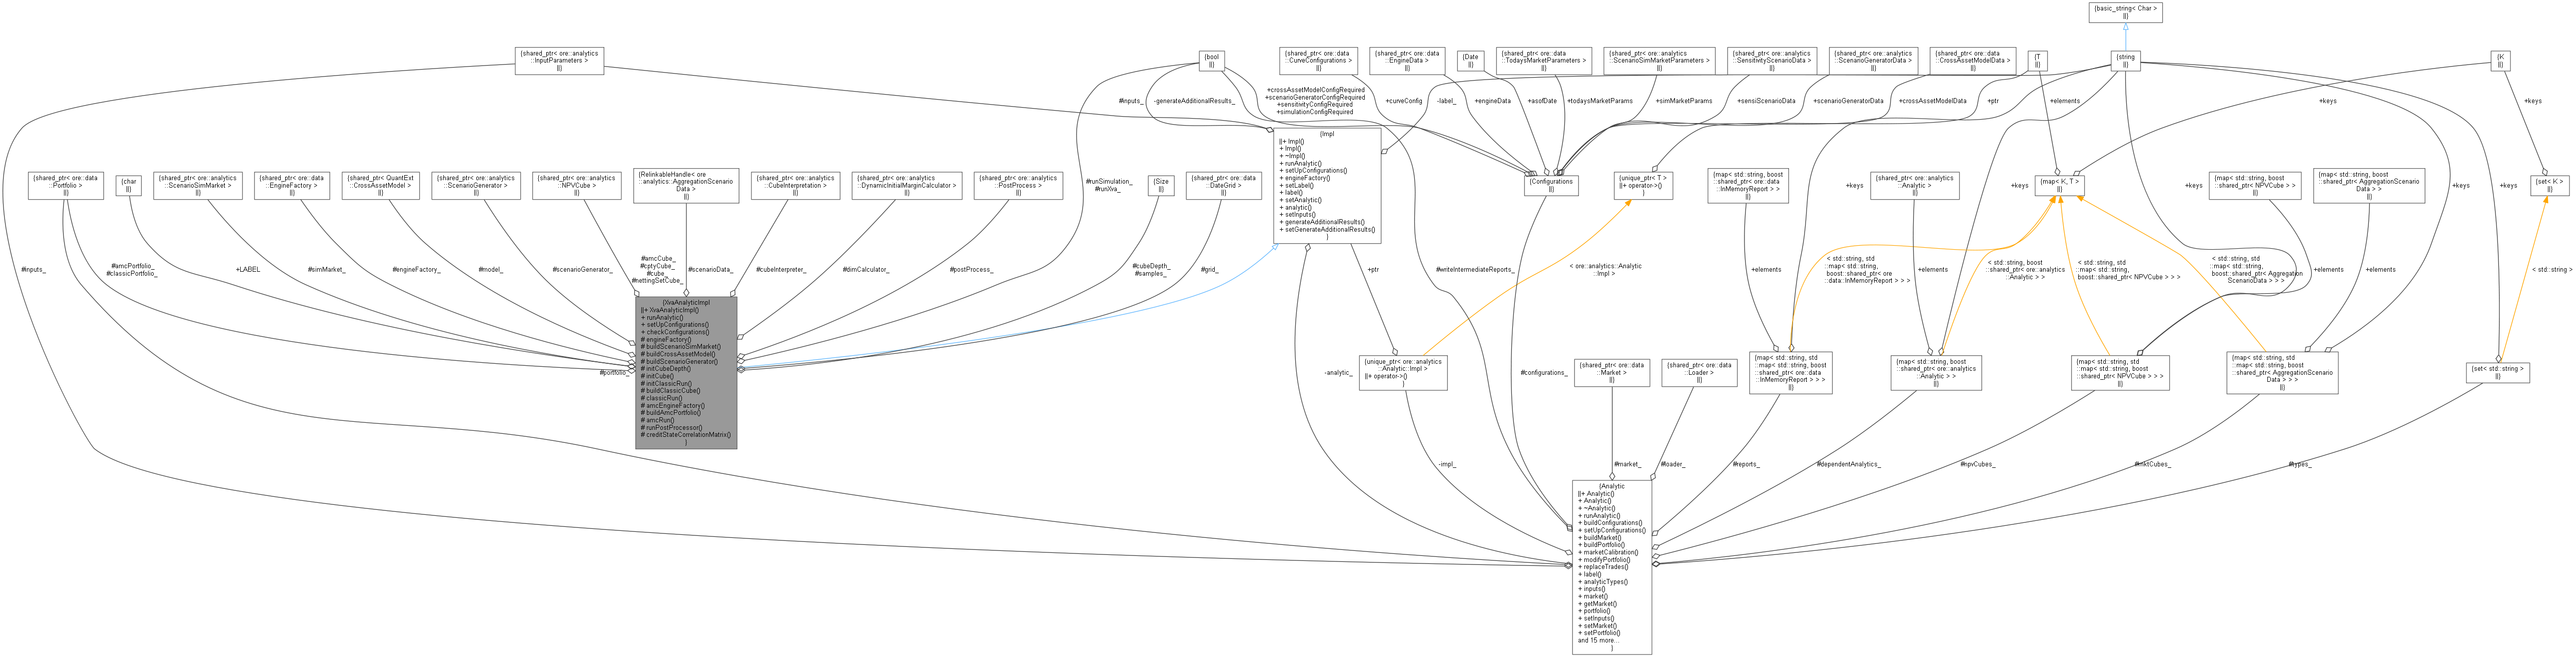 {basic_string< Char >
||}
{shared_ptr< ore::analytics
::InputParameters >
||}
{bool
||}
{shared_ptr< ore::data
::CurveConfigurations >
||}
{shared_ptr< ore::data
::EngineData >
||}
{Date
||}
{shared_ptr< ore::data
::TodaysMarketParameters >
||}
{shared_ptr< ore::analytics
::ScenarioSimMarketParameters >
||}
{shared_ptr< ore::analytics
::SensitivityScenarioData >
||}
{shared_ptr< ore::analytics
::ScenarioGeneratorData >
||}
{shared_ptr< ore::data
::CrossAssetModelData >
||}
{T
||}
{string
||}
{K
||}
#inputs_
-generateAdditionalResults_
+crossAssetModelConfigRequired
+scenarioGeneratorConfigRequired
+sensitivityConfigRequired
+simulationConfigRequired
+curveConfig
-label_
+engineData
+asofDate
+todaysMarketParams
+simMarketParams
+sensiScenarioData
+scenarioGeneratorData
+crossAssetModelData
+ptr
+elements
+keys
+keys
{Impl
||+ Impl()
+ Impl()
+ ~Impl()
+ runAnalytic()
+ setUpConfigurations()
+ engineFactory()
+ setLabel()
+ label()
+ setAnalytic()
+ analytic()
+ setInputs()
+ generateAdditionalResults()
+ setGenerateAdditionalResults()
}
{shared_ptr< ore::data
::Portfolio >
||}
{char
||}
{shared_ptr< ore::analytics
::ScenarioSimMarket >
||}
{shared_ptr< ore::data
::EngineFactory >
||}
{shared_ptr< QuantExt
::CrossAssetModel >
||}
{shared_ptr< ore::analytics
::ScenarioGenerator >
||}
{shared_ptr< ore::analytics
::NPVCube >
||}
{RelinkableHandle< ore
::analytics::AggregationScenario
Data >
||}
{shared_ptr< ore::analytics
::CubeInterpretation >
||}
{shared_ptr< ore::analytics
::DynamicInitialMarginCalculator >
||}
{shared_ptr< ore::analytics
::PostProcess >
||}
{Size
||}
{shared_ptr< ore::data
::DateGrid >
||}
#runSimulation_
#runXva_
{Configurations
||}
{unique_ptr< T >
||+ operator->()
}
{map< std::string, boost
::shared_ptr< ore::data
::InMemoryReport > >
||}
+keys
{shared_ptr< ore::analytics
::Analytic >
||}
+keys
{map< K, T >
||}
+keys
{map< std::string, boost
::shared_ptr< NPVCube > >
||}
{map< std::string, boost
::shared_ptr< AggregationScenario
Data > >
||}
+keys
+keys
{set< K >
||}
#inputs_
#amcPortfolio_
#classicPortfolio_
+LABEL
#simMarket_
#engineFactory_
#model_
#scenarioGenerator_
#amcCube_
#cptyCube_
#cube_
#nettingSetCube_
#scenarioData_
#cubeInterpreter_
#dimCalculator_
#postProcess_
#cubeDepth_
#samples_
#grid_
+ptr
< ore::analytics::Analytic
::Impl >
#writeIntermediateReports_
+elements
< std::string, std
::map< std::string,
boost::shared_ptr< ore
::data::InMemoryReport > > >
+elements
< std::string, boost
::shared_ptr< ore::analytics
::Analytic > >
< std::string, std
::map< std::string,
boost::shared_ptr< NPVCube > > >
< std::string, std
::map< std::string,
boost::shared_ptr< Aggregation
ScenarioData > > >
+elements
+elements
< std::string >
{XvaAnalyticImpl
||+ XvaAnalyticImpl()
+ runAnalytic()
+ setUpConfigurations()
+ checkConfigurations()
# engineFactory()
# buildScenarioSimMarket()
# buildCrossAssetModel()
# buildScenarioGenerator()
# initCubeDepth()
# initCube()
# initClassicRun()
# buildClassicCube()
# classicRun()
# amcEngineFactory()
# buildAmcPortfolio()
# amcRun()
# runPostProcessor()
# creditStateCorrelationMatrix()
}
#portfolio_
-analytic_
{unique_ptr< ore::analytics
::Analytic::Impl >
||+ operator->()
}
#configurations_
{shared_ptr< ore::data
::Market >
||}
{shared_ptr< ore::data
::Loader >
||}
{map< std::string, std
::map< std::string, boost
::shared_ptr< ore::data
::InMemoryReport > > >
||}
{map< std::string, boost
::shared_ptr< ore::analytics
::Analytic > >
||}
{map< std::string, std
::map< std::string, boost
::shared_ptr< NPVCube > > >
||}
{map< std::string, std
::map< std::string, boost
::shared_ptr< AggregationScenario
Data > > >
||}
{set< std::string >
||}
-impl_
#market_
#loader_
#reports_
#dependentAnalytics_
#npvCubes_
#mktCubes_
#types_
{Analytic
||+ Analytic()
+ Analytic()
+ ~Analytic()
+ runAnalytic()
+ buildConfigurations()
+ setUpConfigurations()
+ buildMarket()
+ buildPortfolio()
+ marketCalibration()
+ modifyPortfolio()
+ replaceTrades()
+ label()
+ analyticTypes()
+ inputs()
+ market()
+ getMarket()
+ portfolio()
+ setInputs()
+ setMarket()
+ setPortfolio()
and 15 more...
}